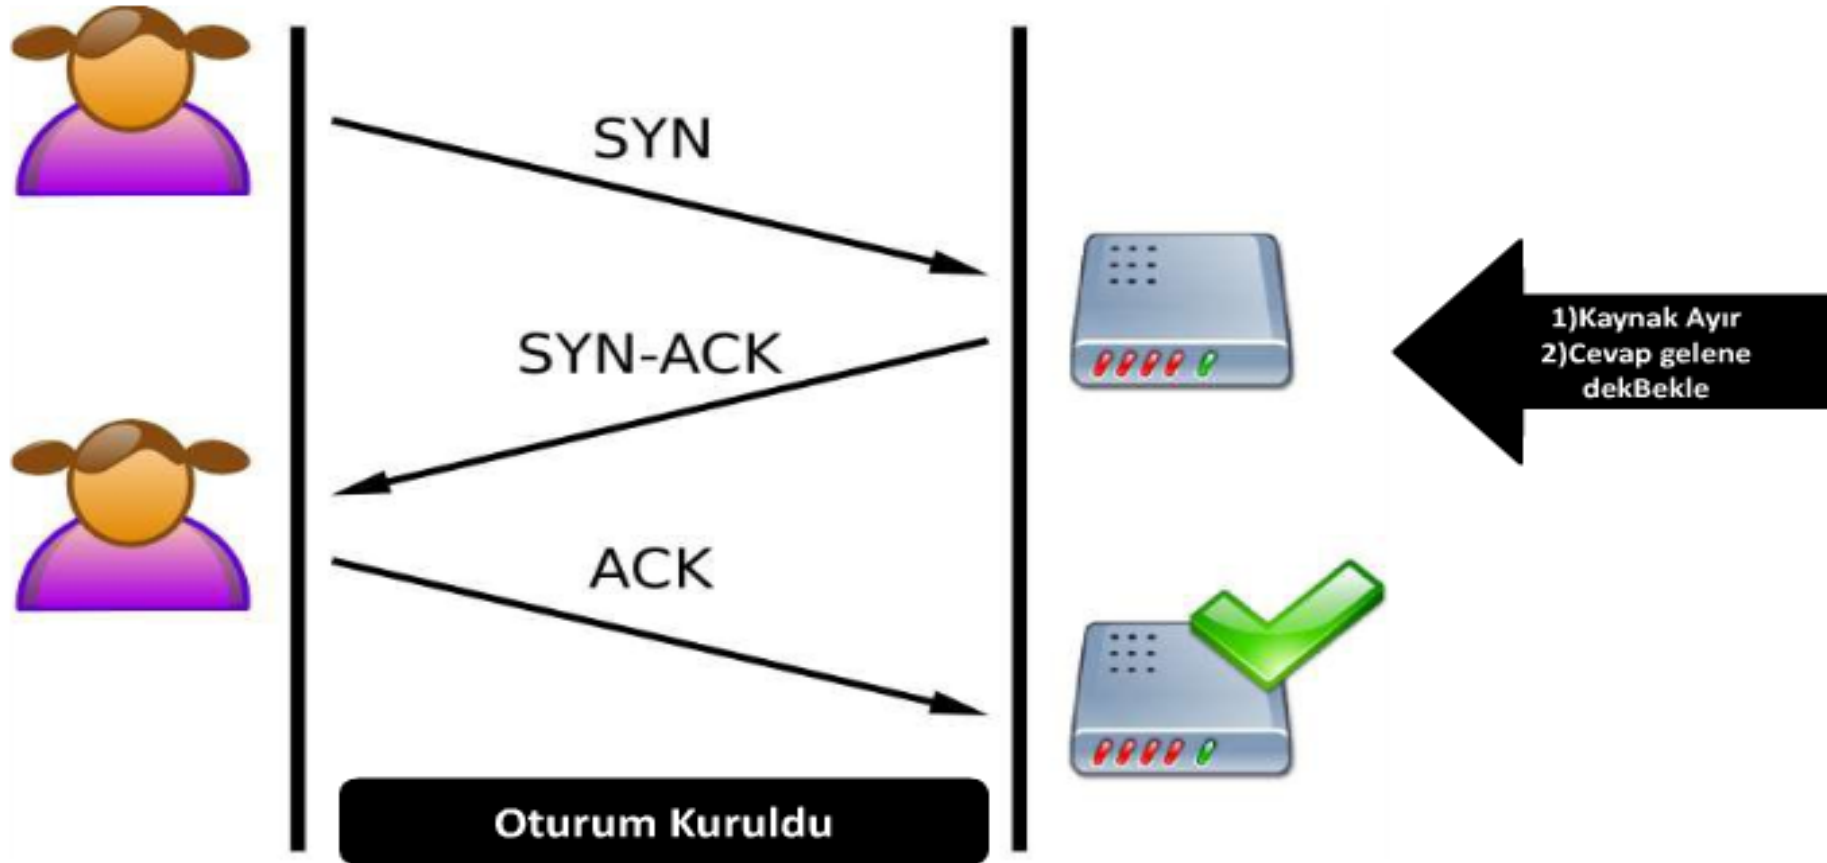 SYN
SYN-ACK
1)Kaynak Ayır
2)Cevap gelene
dekBekle
ACK
Oturum Kuruldu